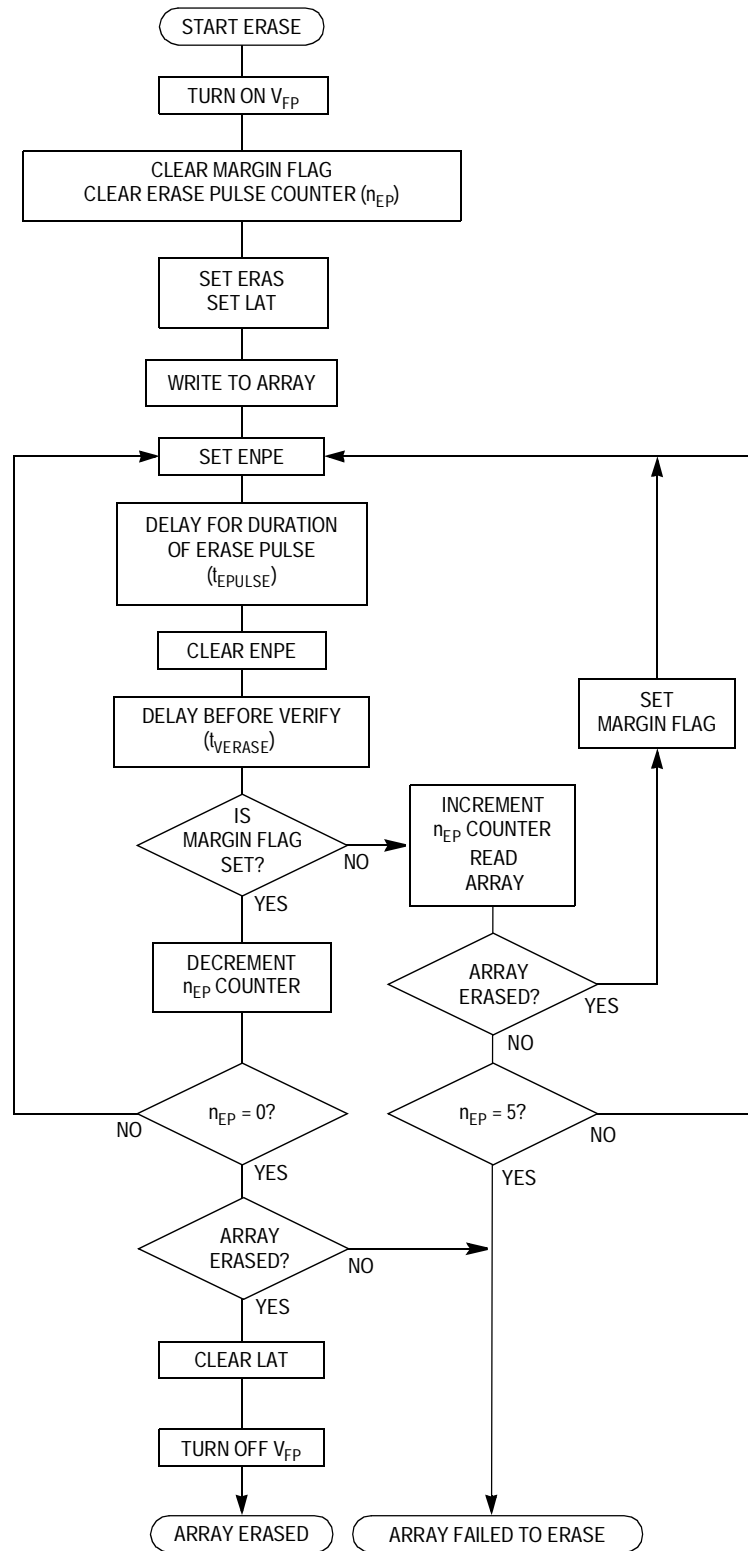 START ERASE
TURN ON VFP
CLEAR MARGIN FLAG
CLEAR ERASE PULSE COUNTER (nEP)
SET ERAS
SET LAT
WRITE TO ARRAY
SET ENPE
DELAY FOR DURATION
OF ERASE PULSE
(tEPULSE)
CLEAR ENPE
DELAY BEFORE VERIFY
(tVERASE)
SET
MARGIN FLAG
IS
MARGIN FLAG
SET?
NO
YES
INCREMENT
nEP COUNTER
READ
ARRAY
DECREMENT
nEP COUNTER
ARRAY
ERASED?
YES
NO
nEP = 0?
NO
YES
nEP = 5?
NO
YES
ARRAY
ERASED?
NO
YES
CLEAR LAT
TURN OFF VFP
ARRAY ERASED
ARRAY FAILED TO ERASE